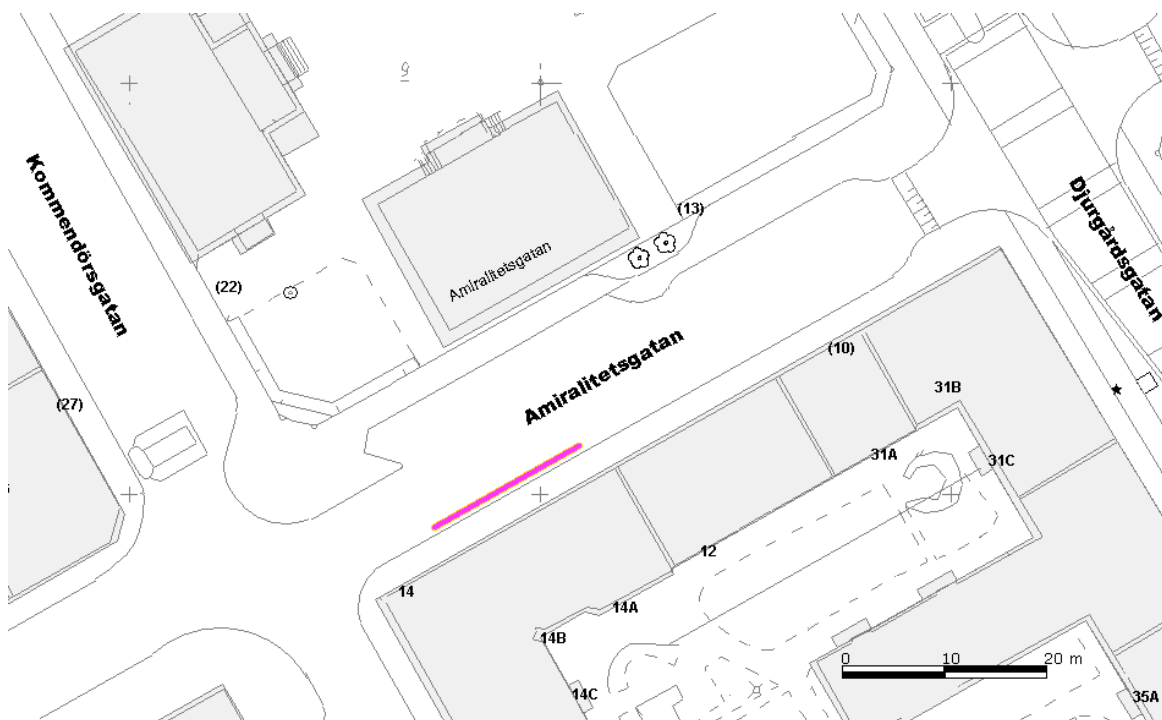 9
Kommendörsgatan
Djurgårdsgatan
(13)
Amiralitetsgatan
(22)
Amiralitetsgatan
(10)
31B
(27)
31A
31C
12
14
14A
14B
14C
0 10 20 m
35A